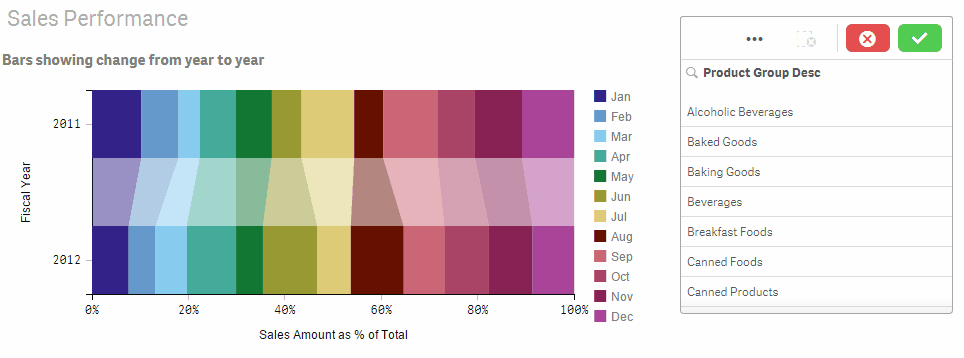 Sales Performance
Bars showing change from year to year
2011
2012
Fiscal Year
0%
20%
40%
60%
80%
100%
Sales Amount as % of Total
Jan
Feb
Mar
Apr
May
Jun
Jul
Aug
Sep
Oct
Nov
Dec
Product Group Desc
Alcoholic Beverages
Baked Goods
Baking Goods
Beverages
Breakfast Foods
Canned Foods
Canned Products